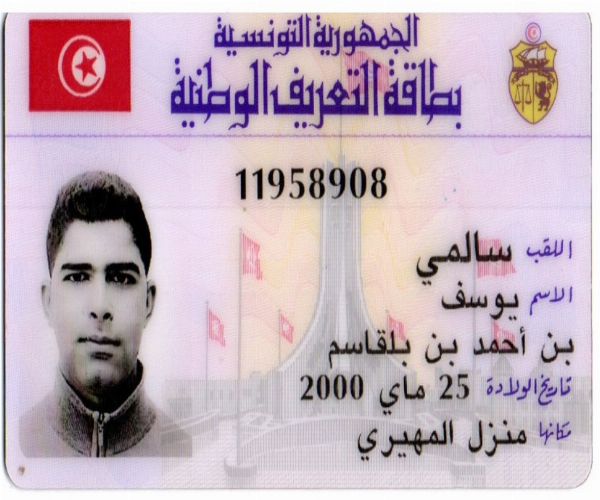 الجمهورية التونسية
بطاقة التعريف الوطنية
11958908
اللقب سالمي
الاسم يوسف
بن أحمد بن بلقاسم
تاريخ الولادة 25 ماي 2000
مكانها منزل المهيري